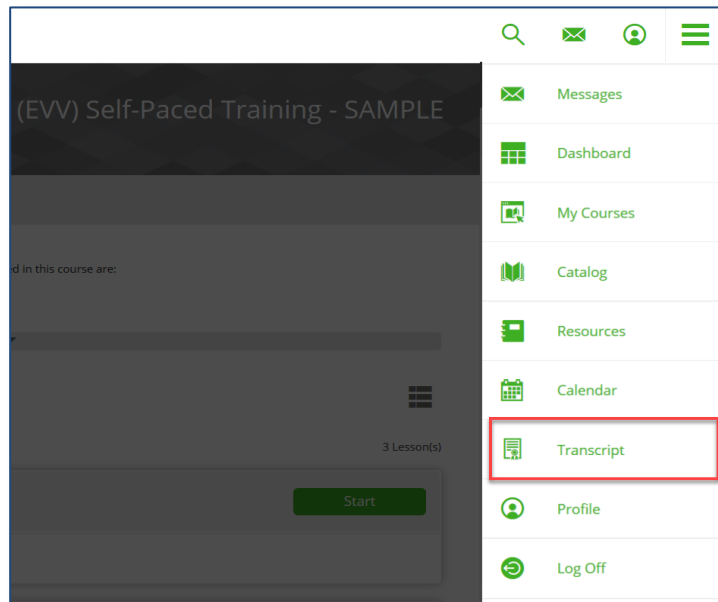 (EVV) Self-Paced Training - SAMPLE
d in this course are:
3 Lesson(s)
Start
Messages
Dashboard
My Courses
Catalog
Resources
Calendar
Transcript
Profile
Log Off